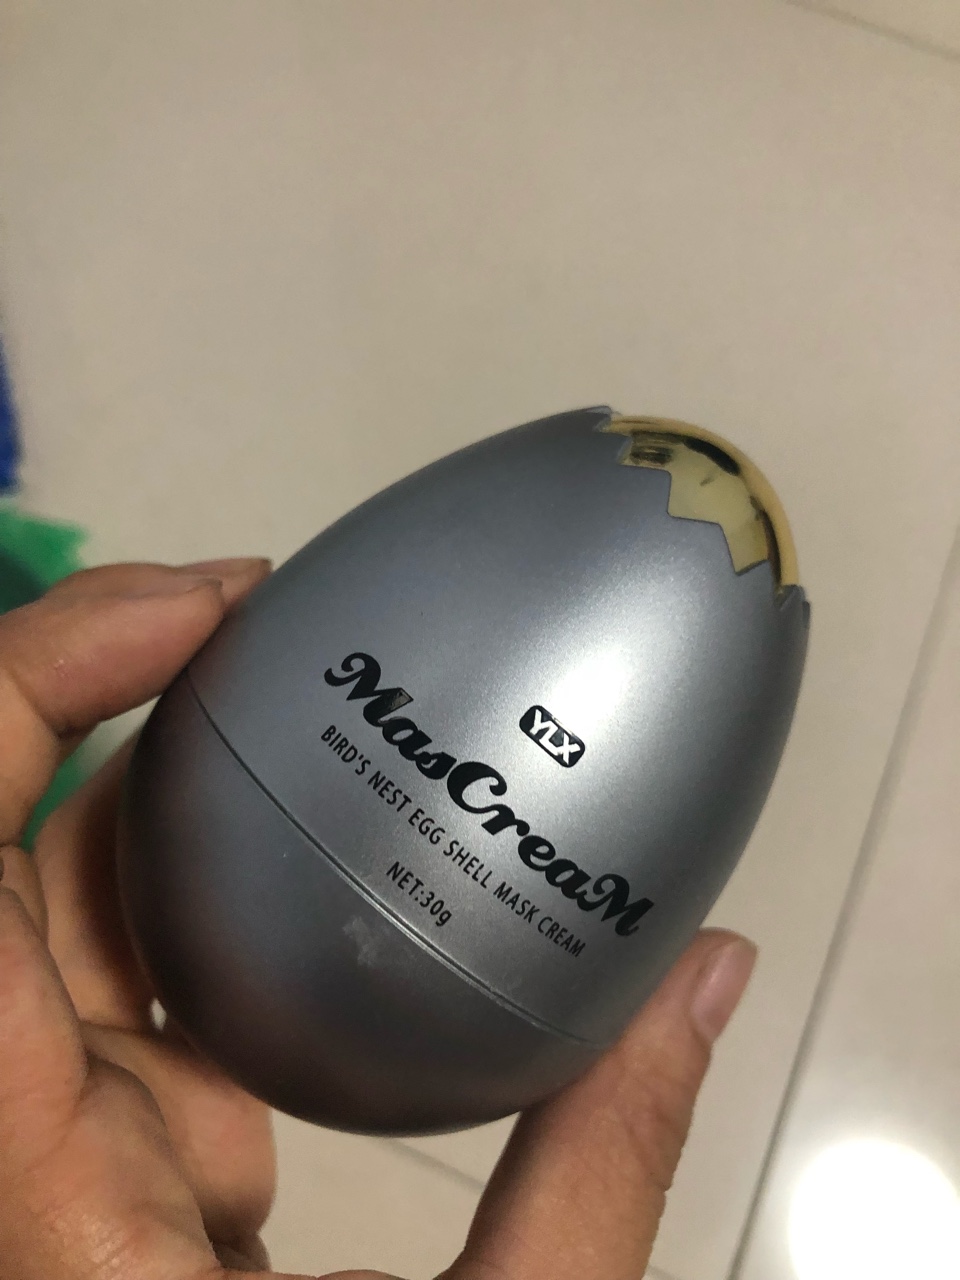 YLX
MasCreaM
BIRD'S NEST EGG SHELL MASK CREAM
NET:30g